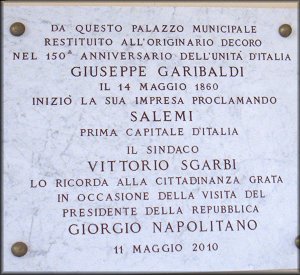 DA QUESTO PALAZZO MUNICIPALE
RESTITUITO ALL'ORIGINARIO DECORO
NEL 150° ANNIVERSARIO DELL'UNITÁ D'ITALIA
GIUSEPPE GARIBALDI
IL 14 MAGGIO 1860
INIZIÒ LA SUA IMPRESA PROCLAMANDO
SALEMI
PRIMA CAPITALE D'ITALIA
IL SINDACO
VITTORIO SGARBI
LO RICORDA ALLA CITTADINANZA GRATA
IN OCCASIONE DELLA VISITA DEL
PRESIDENTE DELLA REPUBBLICA
GIORGIO NAPOLITANO
11 MAGGIO 2010